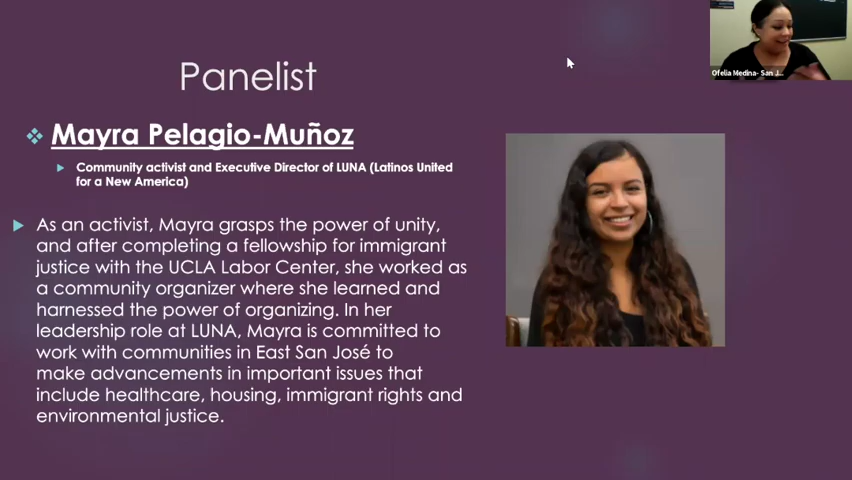 Panelist
Mayra Pelagio-Muñoz
Community activist and Executive Director of LUNA (Latinos United
for a New America)
As an activist, Mayra grasps the power of unity,
and after completing a fellowship for immigrant
justice with the UCLA Labor Center, she worked as
a community organizer where she learned and
harnessed the power of organizing. In her
leadership role at LUNA, Mayra is committed to
work with communities in East San José to
make advancements in important issues that
include healthcare, housing, immigrant rights and
environmental justice.
Ofelia Medina- San J...